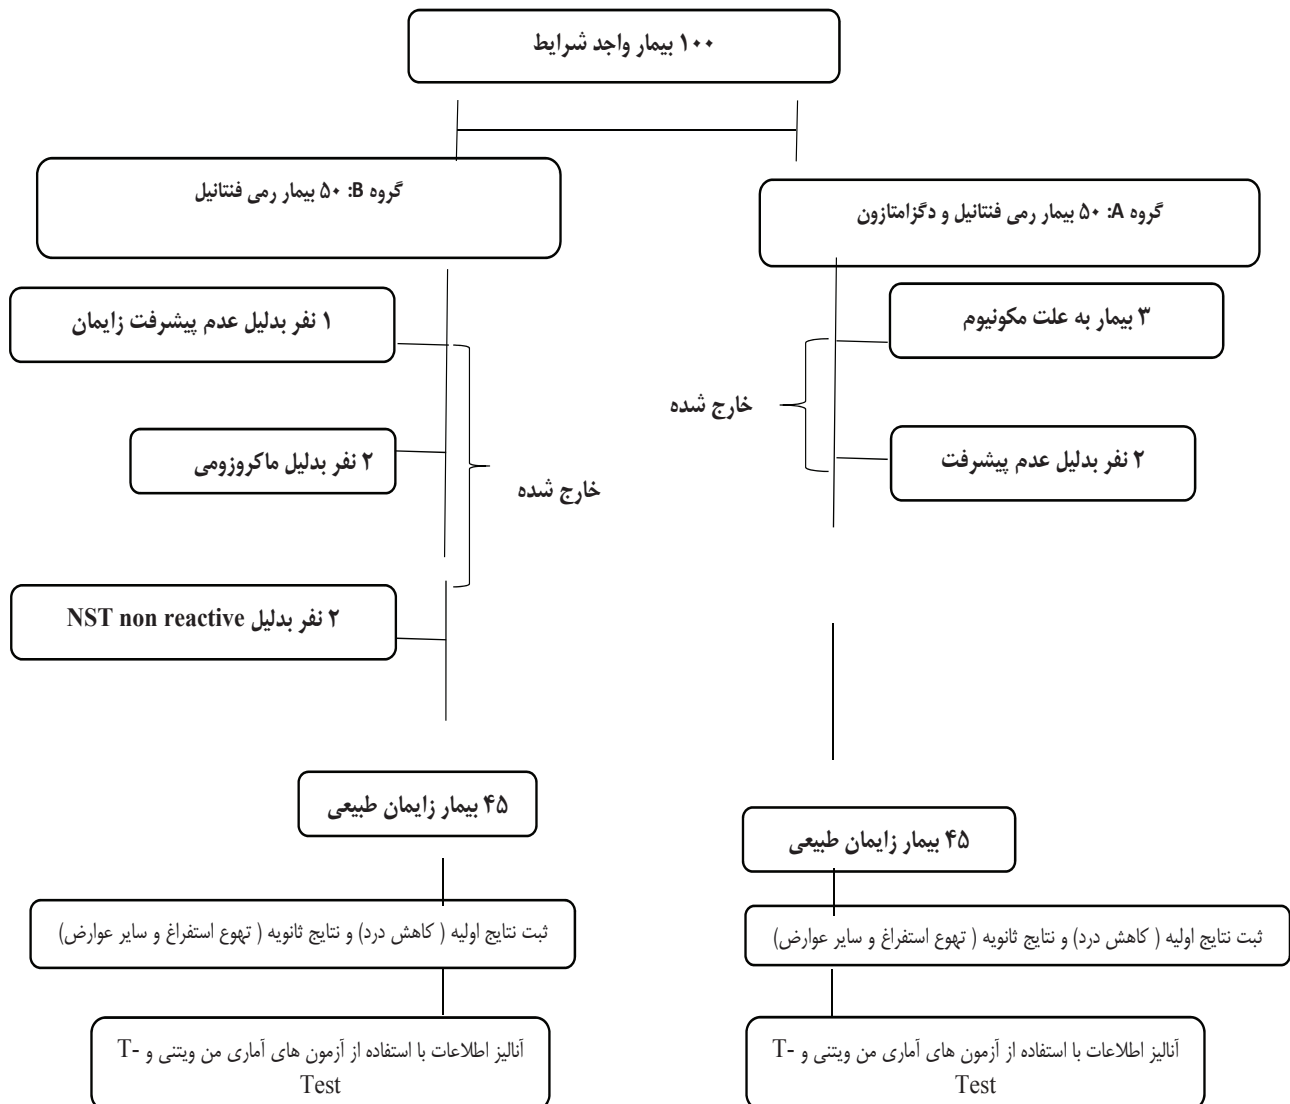 ۱۰۰ بیمار واجد شرایط
گروه A: ۵۰ بیمار رمی فنتانیل و دگزامتازون
گروه B: ۵۰ بیمار رمی فنتانیل
۳ بیمار به علت مکونیوم
۲ نفر بدلیل عدم پیشرفت
خارج شده
۱ نفر بدلیل عدم پیشرفت زایمان
۲ نفر بدلیل ماکروزومی
۲ نفر بدلیل NST non reactive
خارج شده
۴۵ بیمار زایمان طبیعی
ثبت نتایج اولیه ( کاهش درد) و نتایج ثانویه ( تهوع استفراغ و سایر عوارض)
آنالیز اطلاعات با استفاده از آزمون های آماری من ویتنی و T-
Test
۴۵ بیمار زایمان طبیعی
ثبت نتایج اولیه ( کاهش درد) و نتایج ثانویه ( تهوع استفراغ و سایر عوارض)
آنالیز اطلاعات با استفاده از آزمون های آماری من ویتنی و T-
Test